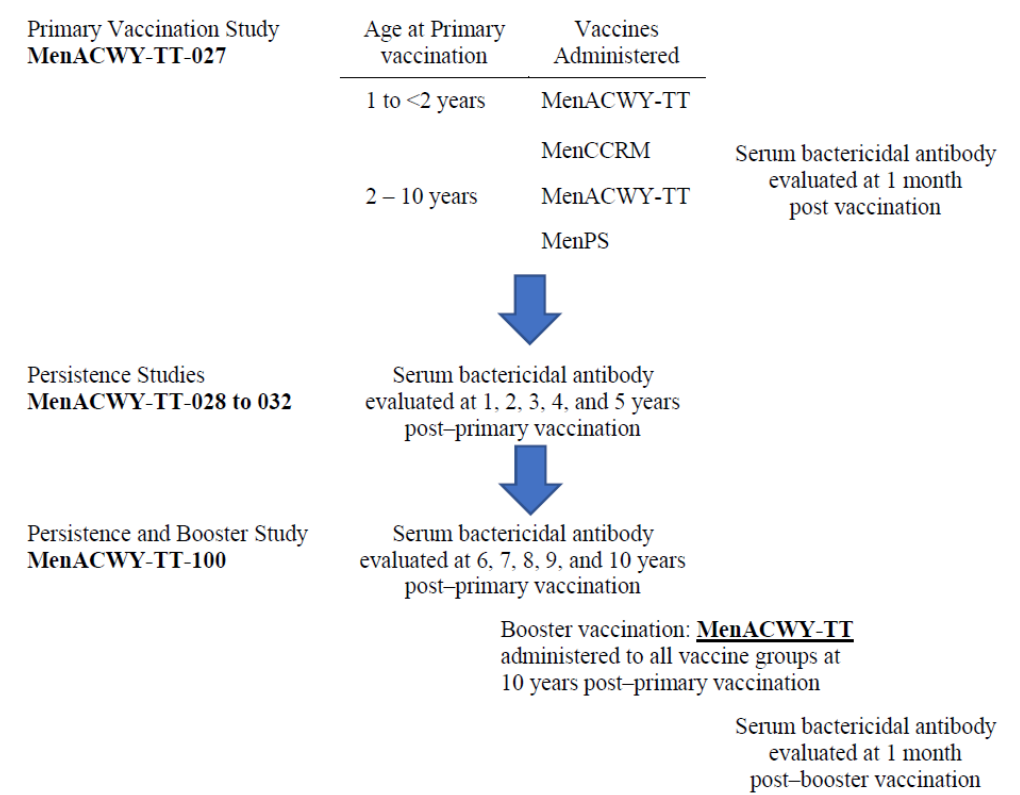 Primary Vaccination Study
MenACWY-TT-027
Age at Primary
vaccination
Vaccines
Administered
1 to <2 years
MenACWY-TT
MenCCRM
2 – 10 years
MenACWY-TT
MenPS
Serum bactericidal antibody
evaluated at 1 month
post vaccination
Persistence Studies
MenACWY-TT-028 to 032
Serum bactericidal antibody
evaluated at 1, 2, 3, 4, and 5 years
post–primary vaccination
Persistence and Booster Study
MenACWY-TT-100
Serum bactericidal antibody
evaluated at 6, 7, 8, 9, and 10 years
post–primary vaccination
Booster vaccination: MenACWY-TT
administered to all vaccine groups at
10 years post–primary vaccination
Serum bactericidal antibody
evaluated at 1 month
post–booster vaccination